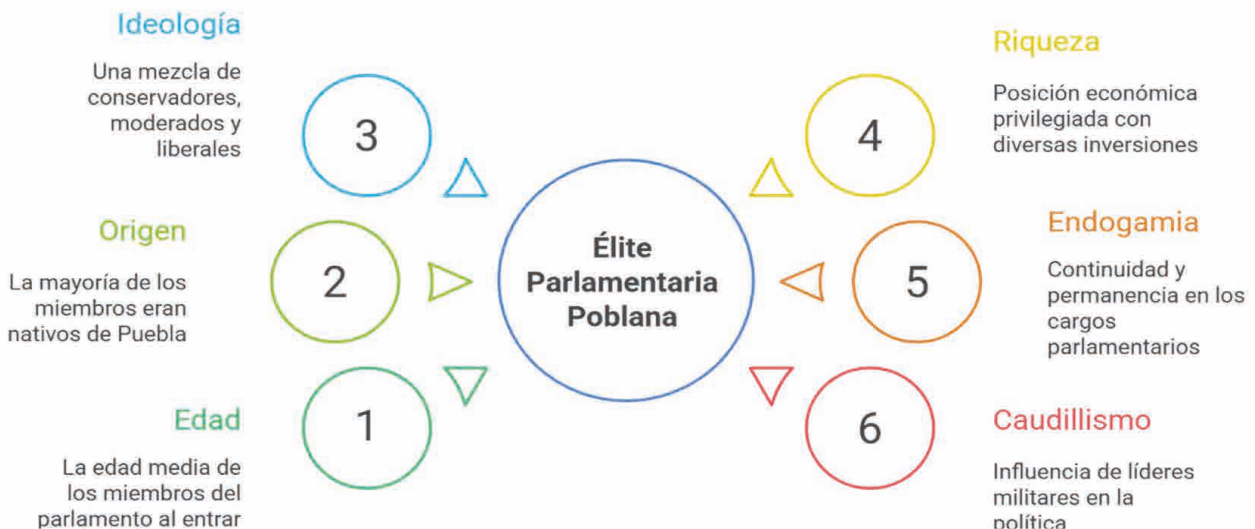 Ideología
Una mezcla de
conservadores,
moderados y
liberales
3
Origen
La mayoría de los
miembros eran
nativos de Puebla
2
Edad
La edad media de
los miembros del
parlamento al entrar
1
Élite
Parlamentaria
Poblana
Riqueza
Posición económica
privilegiada con
diversas inversiones
4
Endogamia
Continuidad y
permanencia en los
cargos
parlamentarios
5
Caudillismo
Influencia de líderes
militares en la
política
6